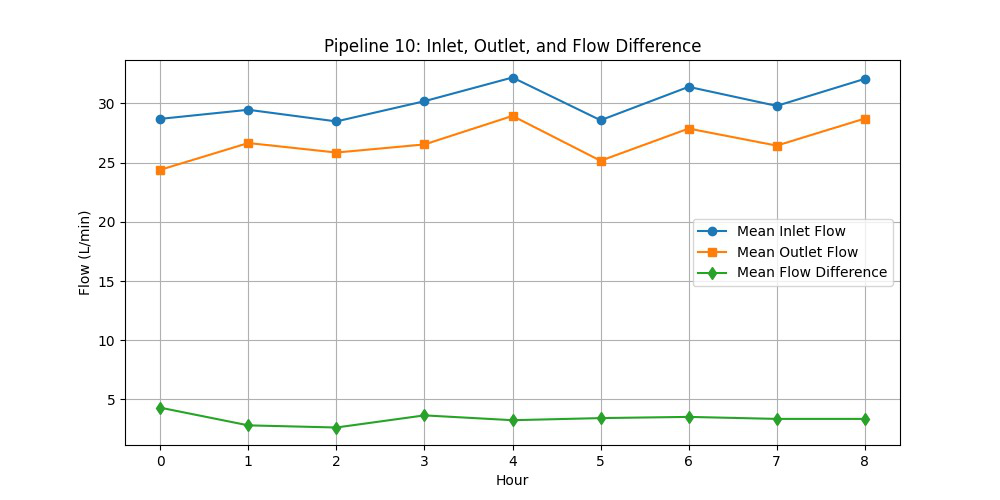 Pipeline 10: Inlet, Outlet, and Flow Difference
Flow (L/min)
30
25
20
15
10
5
Mean Inlet Flow
Mean Outlet Flow
Mean Flow Difference
0 1 2 3 4 5 6 7 8
Hour